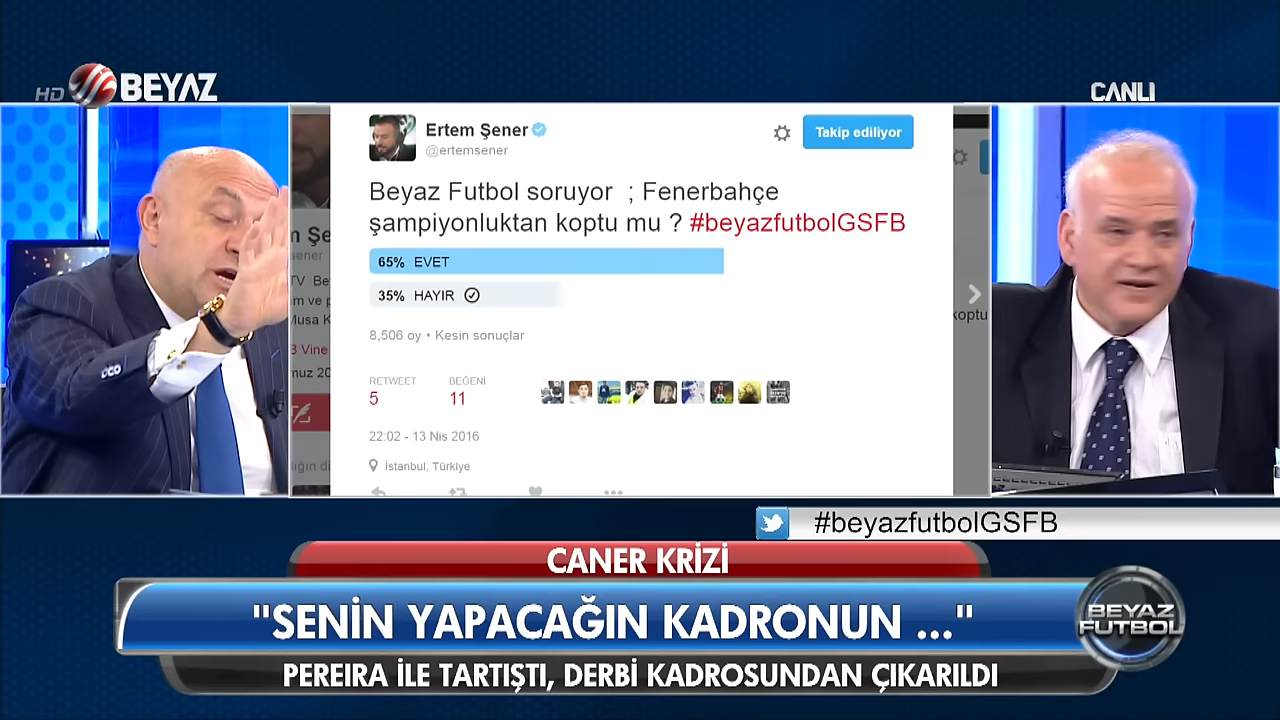 HD BEYAZ
CANLI
Ertem Şener
@ertemsener
Takip ediliyor
Beyaz Futbol soruyor ; Fenerbahçe
şampiyonluktan koptu mu ? #beyazfutbolGSFB
65% EVET
35% HAYIR
8,506 oy • Kesin sonuçlar
RETWEET
BEĞENİ
5
11
22:02 - 13 Nis 2016
İstanbul, Türkiye
koptu
#beyazfutbolGSFB
CANER KRİZİ
"SENİN YAPACAĞIN KADRONUN ..."
BEYAZ
FUTBOL
PEREIRA İLE TARTIŞTI, DERBİ KADROSUNDAN ÇIKARILDI